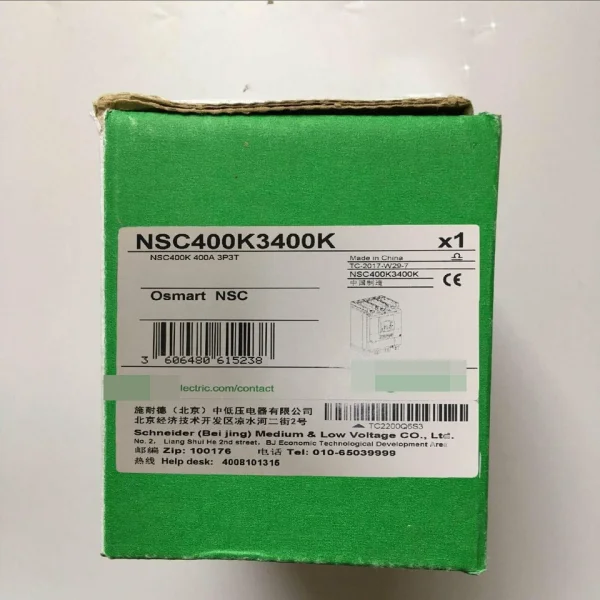 NSC400K3400K x1
NSC400K 400A 3P3T
Made in China
TC-2017-W29-7
NSC400K3400K
中国制造
CE
Osmart NSC
3 606480 615238
lectric.com/contact
施耐德（北京）中低压电器有限公司
北京经济技术开发区凉水河二街2号
TC2200Q6S3
Schneider (Bei jing) Medium & Low Voltage CO., Ltd.
No. 2, Liang Shui He 2nd street, BJ Economic Technological Development Area
邮编 Zip: 100176 电话 Tel: 010-65039999
热线 Help desk: 4008101315